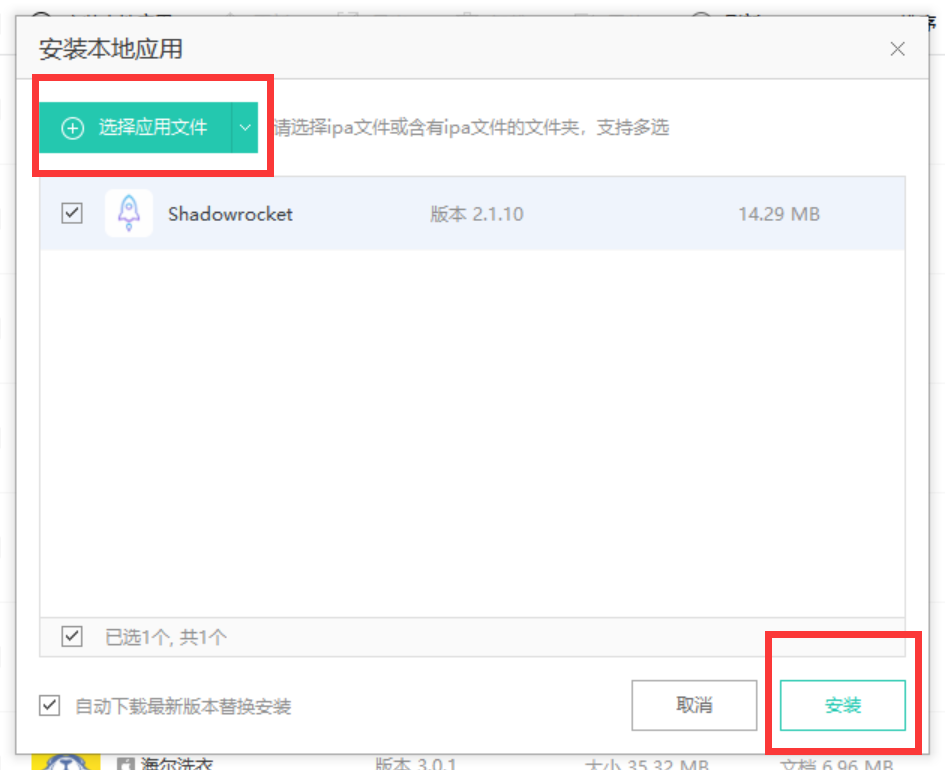 安装本地应用
选择应用文件 请选择ipa文件或含有ipa文件的文件夹，支持多选
Shadowrocket 版本 2.1.10 14.29 MB
已选1个, 共1个
自动下载最新版本替换安装 取消 安装
海尔洗衣 版本 3.0.1 大小 35.32 MB 文档 6.96 MB